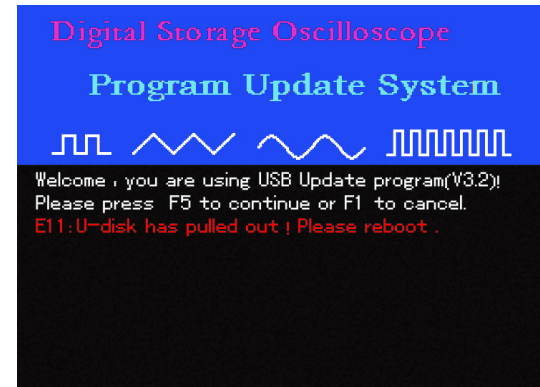 Digital Storage Oscilloscope
Program Update System
Welcome , you are using USB Update program(V3.2)!
Please press F5 to continue or F1 to cancel.
E11:U-disk has pulled out ! Please reboot .